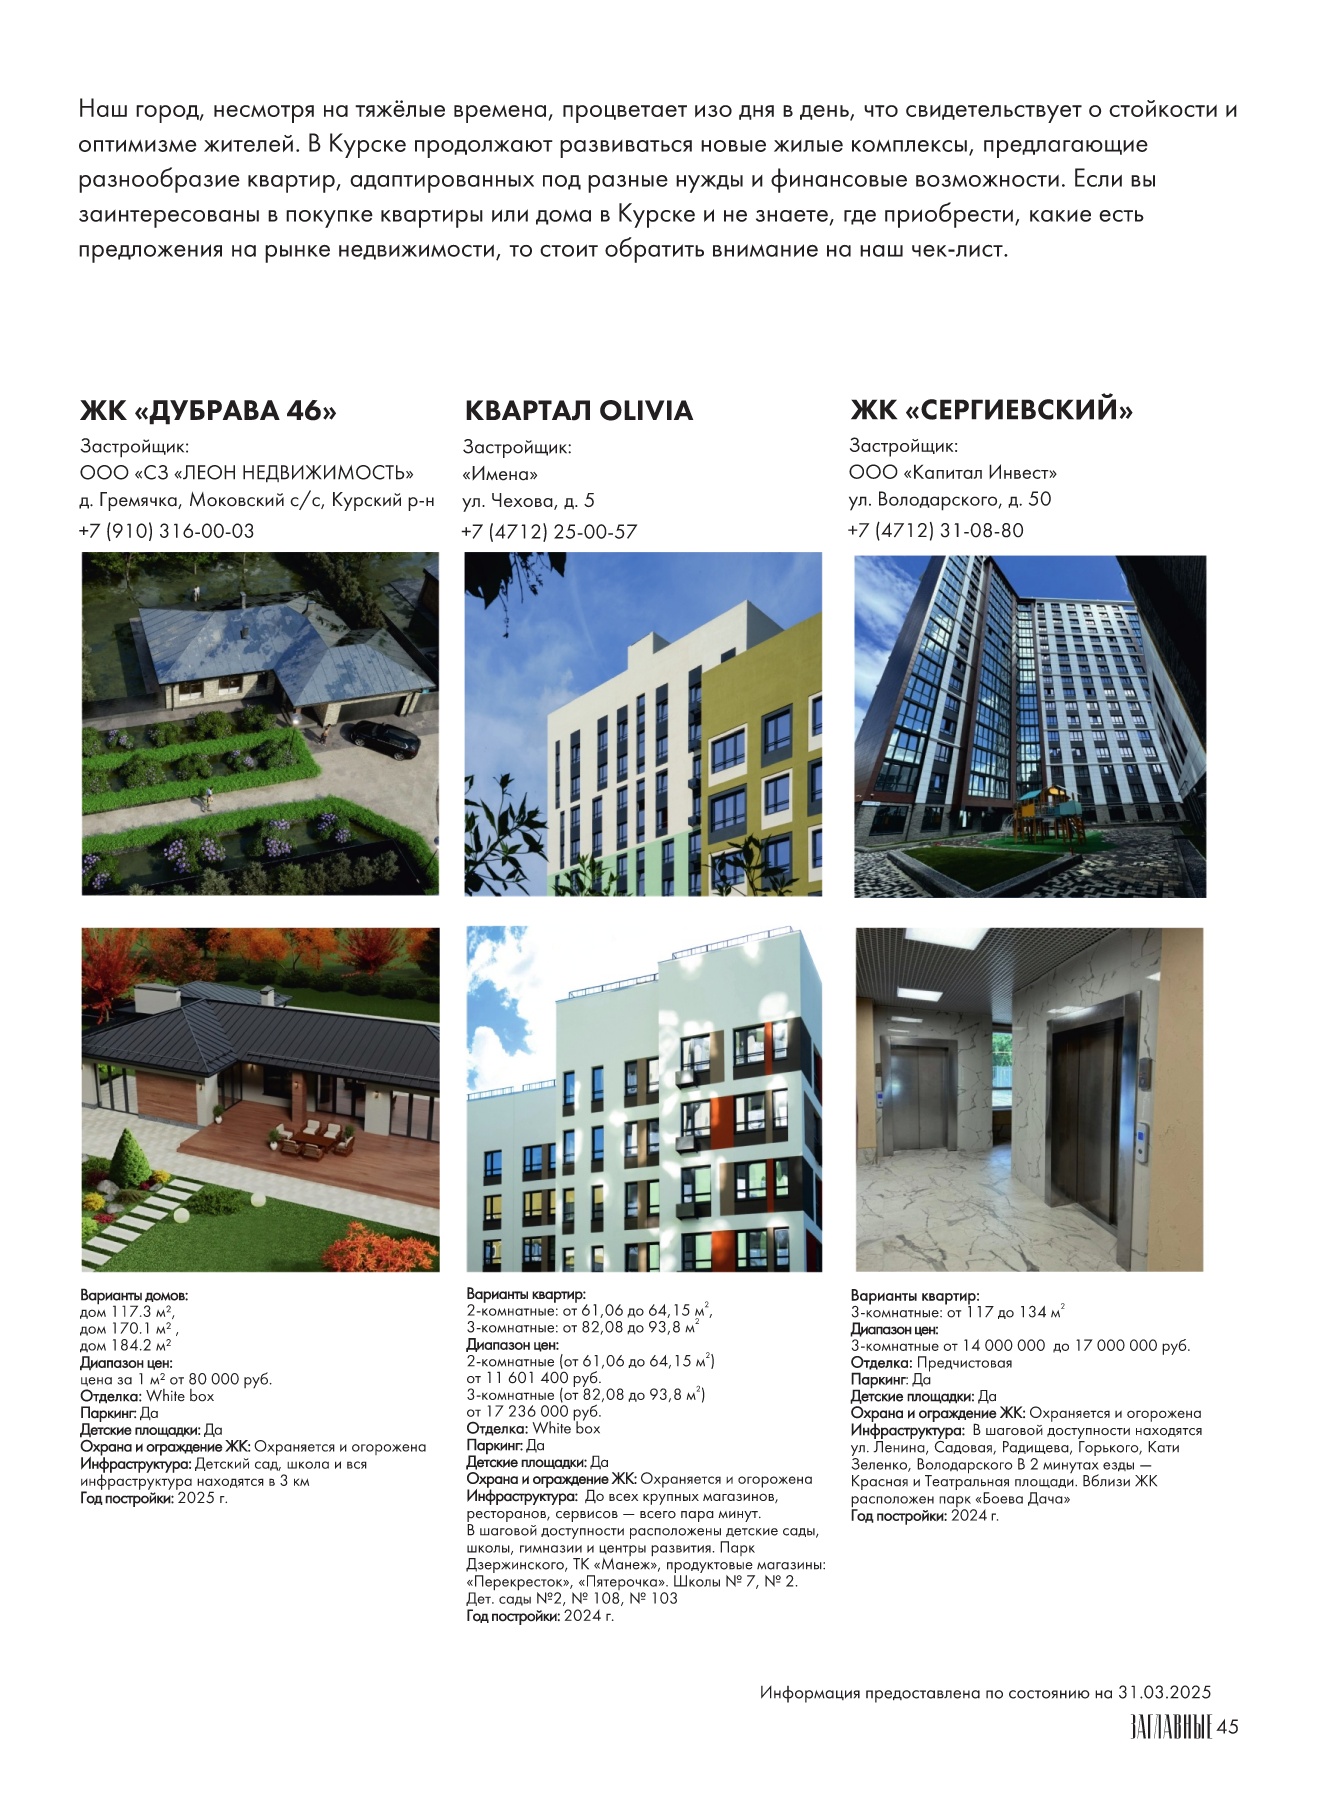 Наш город, несмотря на тяжёлые времена, процветает изо дня в день, что свидетельствует о стойкости и
оптимизме жителей. В Курске продолжают развиваться новые жилые комплексы, предлагающие
разнообразие квартир, адаптированных под разные нужды и финансовые возможности. Если вы
заинтересованы в покупке квартиры или дома в Курске и не знаете, где приобрести, какие есть
предложения на рынке недвижимости, то стоит обратить внимание на наш чек-лист.
ЖК «ДУБРАВА 46»
Застройщик:
ООО «СЗ «ЛЕОН НЕДВИЖИМОСТЬ»
д. Гремячка, Моковский с/с, Курский р-н
+7 (910) 316-00-03
Варианты домов:
дом 117.3 м²,
дом 170.1 м² ,
дом 184.2 м²
Диапазон цен:
цена за 1 м² от 80 000 руб.
Отделка: White box
Паркинг: Да
Детские площадки: Да
Охрана и ограждение ЖК: Охраняется и огорожена
Инфраструктура: Детский сад, школа и вся
инфраструктура находятся в 3 км
Год постройки: 2025 г.
КВАРТАЛ OLIVIA
Застройщик:
«Имена»
ул. Чехова, д. 5
+7 (4712) 25-00-57
Варианты квартир:
2-комнатные: от 61,06 до 64,15 м²,
3-комнатные: от 82,08 до 93,8 м²
Диапазон цен:
2-комнатные (от 61,06 до 64,15 м²)
от 11 601 400 руб.
3-комнатные (от 82,08 до 93,8 м²)
от 17 236 000 руб.
Отделка: White box
Паркинг: Да
Детские площадки: Да
Охрана и ограждение ЖК: Охраняется и огорожена
Инфраструктура: До всех крупных магазинов,
ресторанов, сервисов — всего пара минут.
В шаговой доступности расположены детские сады,
школы, гимназии и центры развития. Парк
Дзержинского, ТК «Манеж», продуктовые магазины:
«Перекресток», «Пятерочка». Школы № 7, № 2.
Дет. сады №2, № 108, № 103
Год постройки: 2024 г.
ЖК «СЕРГИЕВСКИЙ»
Застройщик:
ООО «Капитал Инвест»
ул. Володарского, д. 50
+7 (4712) 31-08-80
Варианты квартир:
3-комнатные: от 117 до 134 м²
Диапазон цен:
3-комнатные от 14 000 000 до 17 000 000 руб.
Отделка: Предчистовая
Паркинг: Да
Детские площадки: Да
Охрана и ограждение ЖК: Охраняется и огорожена
Инфраструктура: В шаговой доступности находятся
ул. Ленина, Садовая, Радищева, Горького, Кати
Зеленко, Володарского В 2 минутах езды —
Красная и Театральная площади. Вблизи ЖК
расположен парк «Боева Дача»
Год постройки: 2024 г.
Информация предоставлена по состоянию на 31.03.2025
ЗАГЛАВНЫЕ 45